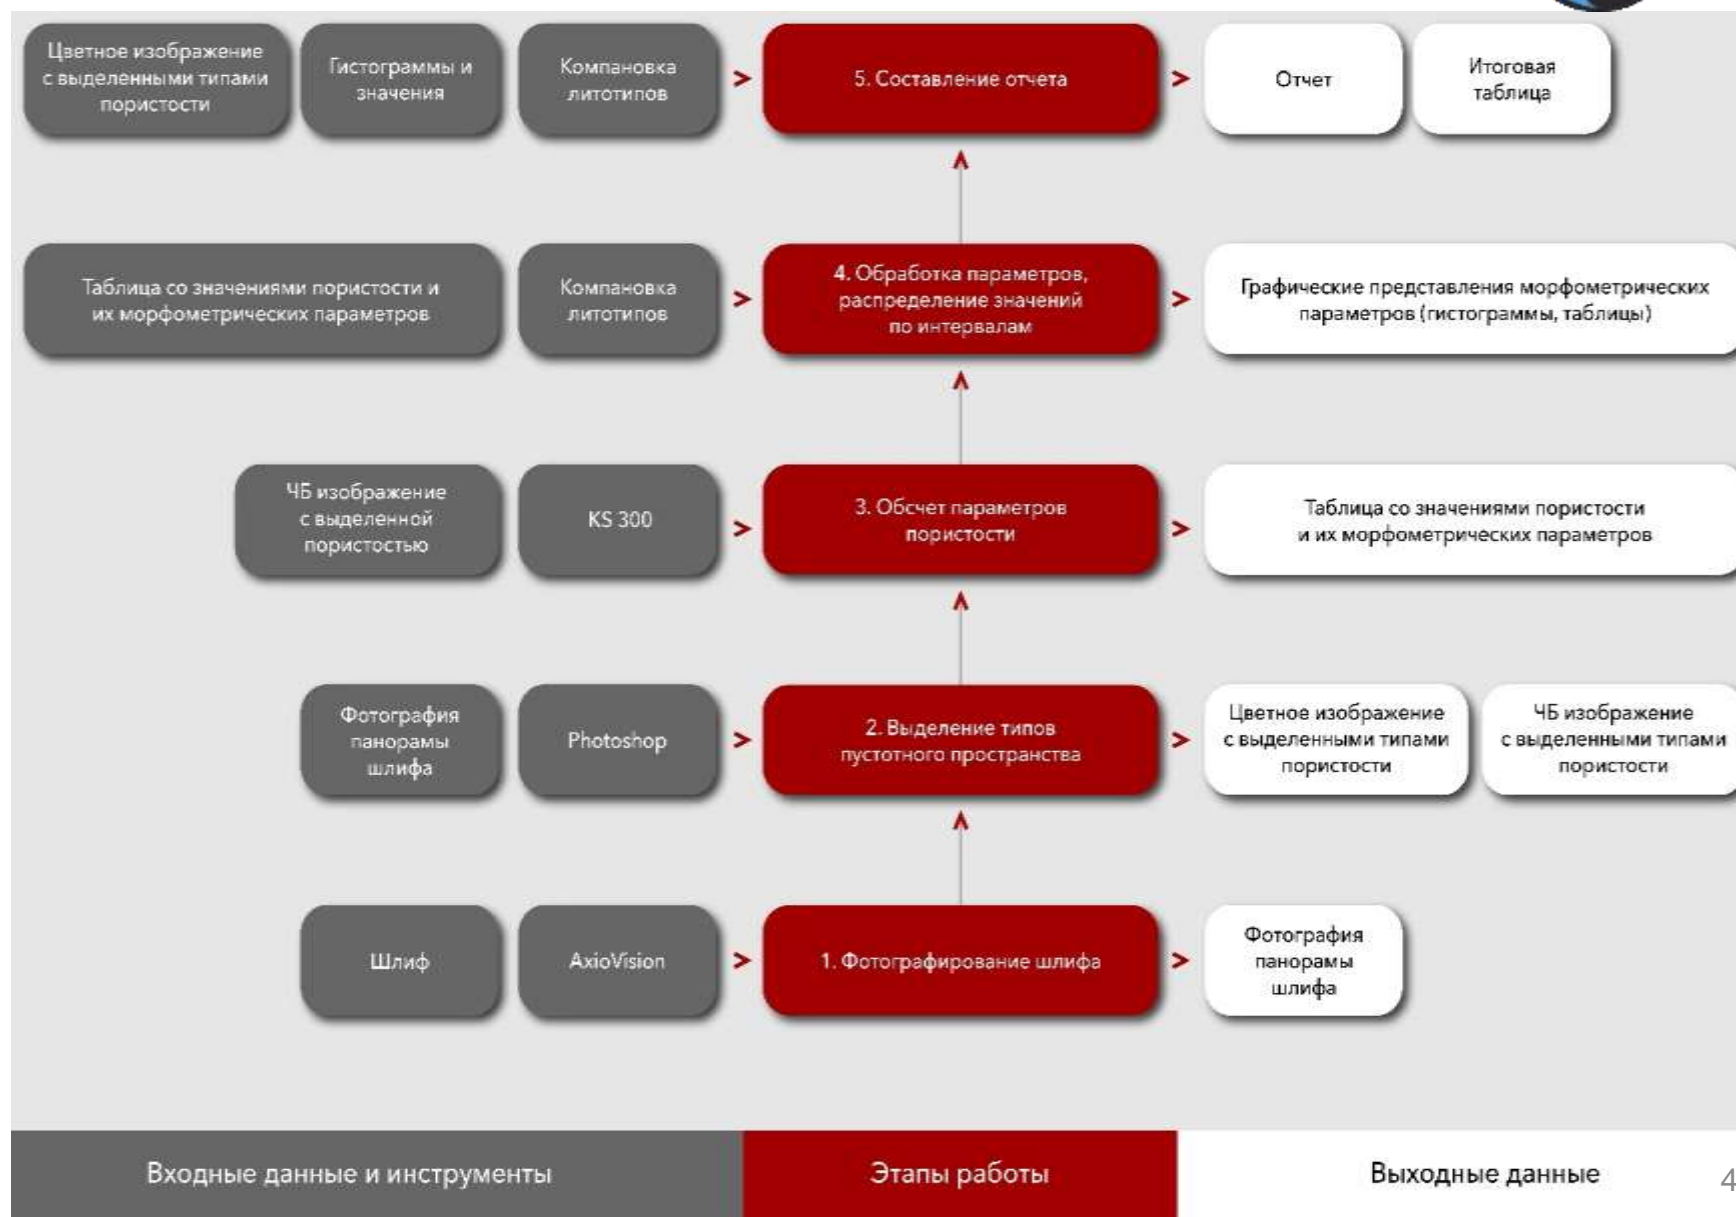 Цветное изображение
с выделенными типами
пористости
Гистограммы и
значения
Компановка
литотипов
>
5. Составление отчета
>
Отчет
Итоговая
таблица
Таблица со значениями пористости и
их морфометрических параметров
Компановка
литотипов
>
4. Обработка параметров,
распределение значений
по интервалам
>
Графические представления морфометрических
параметров (гистограммы, таблицы)
ЧБ изображение
с выделенной
пористостью
KS 300
>
3. Обсчет параметров
пористости
>
Таблица со значениями пористости
и их морфометрических параметров
Фотография
панорамы
шлифа
Photoshop
>
2. Выделение типов
пустотного пространства
>
Цветное изображение
с выделенными типами
пористости
ЧБ изображение
с выделенными типами
пористости
Шлиф
AxioVision
>
1. Фотографирование шлифа
>
Фотография
панорамы
шлифа
Входные данные и инструменты
Этапы работы
Выходные данные
4